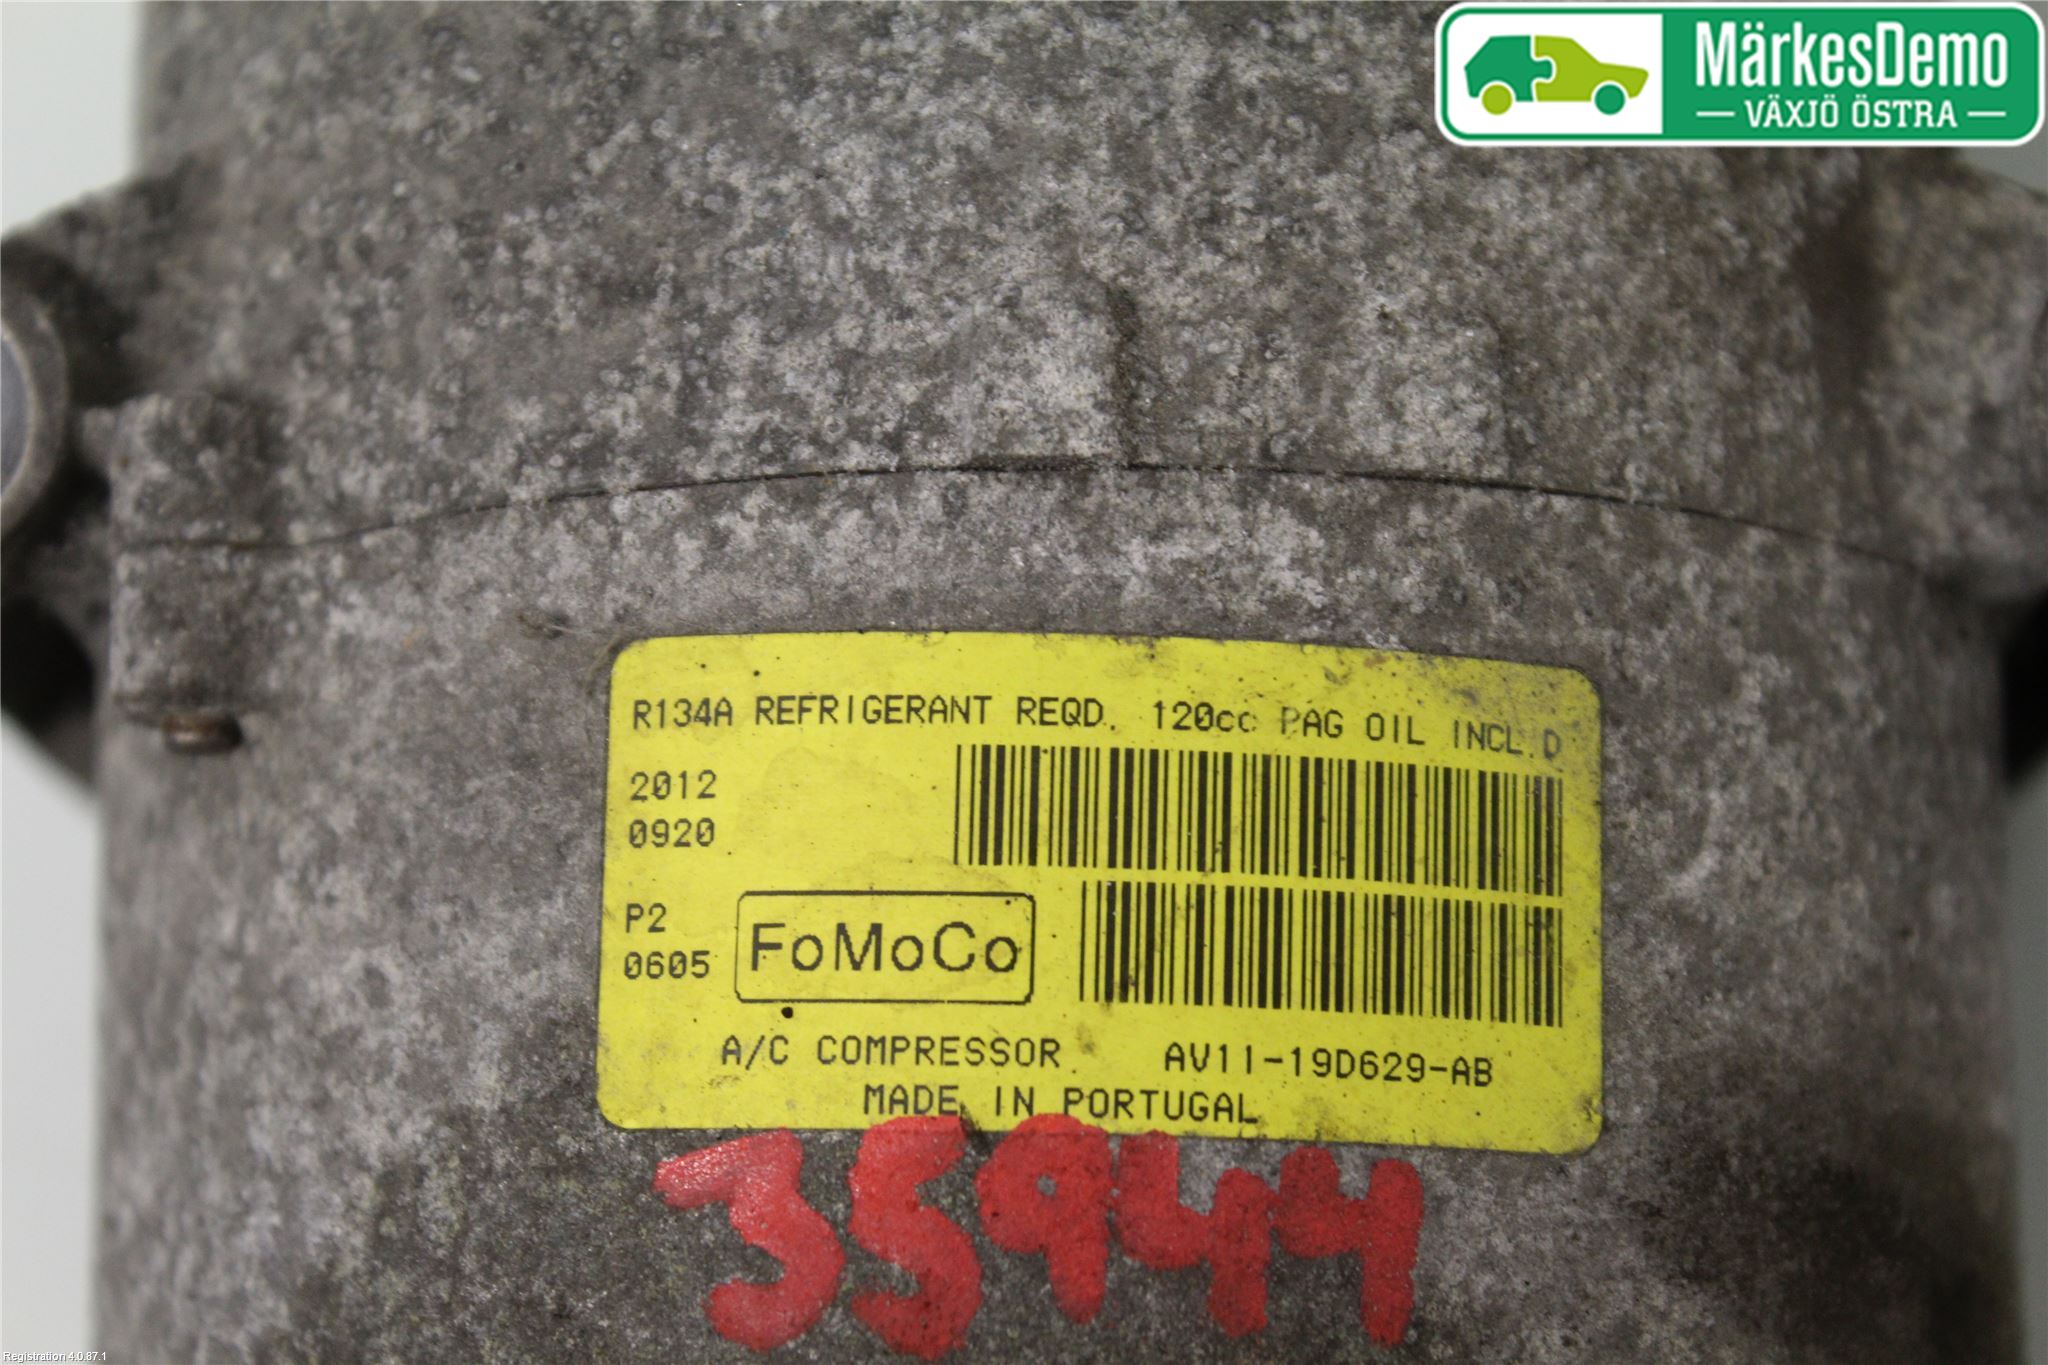 MärkesDemo
VÄXJÖ ÖSTRA
R134A REFRIGERANT REQD. 120cc PAG OIL INCL.D
2012
0920
P2
0605
FoMoCo
A/C COMPRESSOR AV11-19D629-AB
MADE IN PORTUGAL
35944
Registration 4.0.87.1